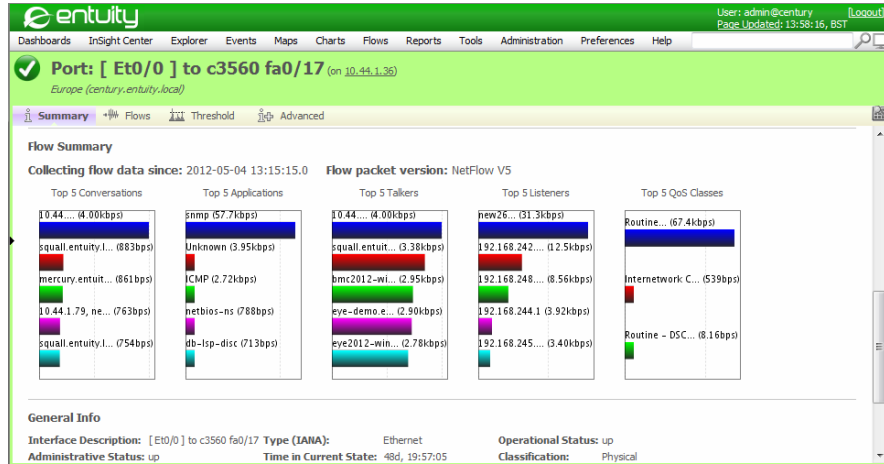 entuity
User: admin@century [Logout]
Page Updated: 13:58:16, BST
Dashboards InSight Center Explorer Events Maps Charts Flows Reports Tools Administration Preferences Help
Port: [ Et0/0 ] to c3560 fa0/17 (on 10.44.1.36)
Europe (century.entuity.local)
Summary Flows Threshold Advanced
Flow Summary
Collecting flow data since: 2012-05-04 13:15:15.0 Flow packet version: NetFlow V5
Top 5 Conversations Top 5 Applications Top 5 Talkers Top 5 Listeners Top 5 QoS Classes
10.44.... (4.00kbps) snmp (57.7kbps) 10.44.... (4.00kbps) new26... (31.3kbps) Routine... (67.4kbps)
squall.entuity.l... (883bps) Unknown (3.95kbps) squall.entuit... (3.38kbps) 192.168.242.... (12.5kbps)
mercury.entuit... (861bps) ICMP (2.72kbps) bmc2012-wi... (2.95kbps) 192.168.248.... (8.56kbps) Internetwork C... (539bps)
10.44.1.79, ne... (763bps) netbios-ns (788bps) eye-demo.e... (2.90kbps) 192.168.244.1 (3.92kbps)
squall.entuity.l... (754bps) db-lsp-disc (713bps) eye2012-win... (2.78kbps) 192.168.245.... (3.40kbps) Routine - DSC... (8.16bps)
General Info
Interface Description: [ Et0/0 ] to c3560 fa0/17 Type (IANA): Ethernet Operational Status: up
Administrative Status: up Time in Current State: 48d, 19:57:05 Classification: Physical